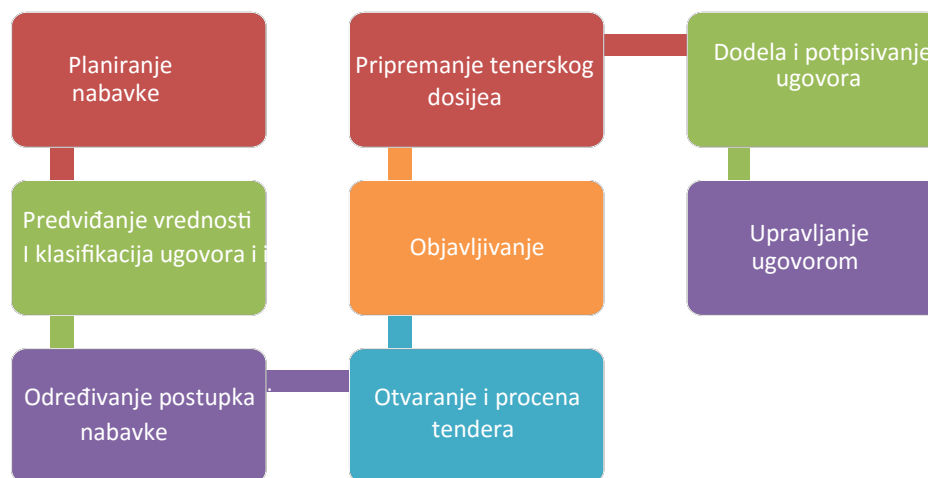 Planiranje
nabavke
Predviđanje vrednosti
I klasifikacija ugovora i i
Određivanje postupka
nabavke
Pripremanje tenerskog
dosijea
Objavljivanje
Otvaranje i procena
tendera
Dodela i potpisivanje
ugovora
Upravljanje
ugovorom